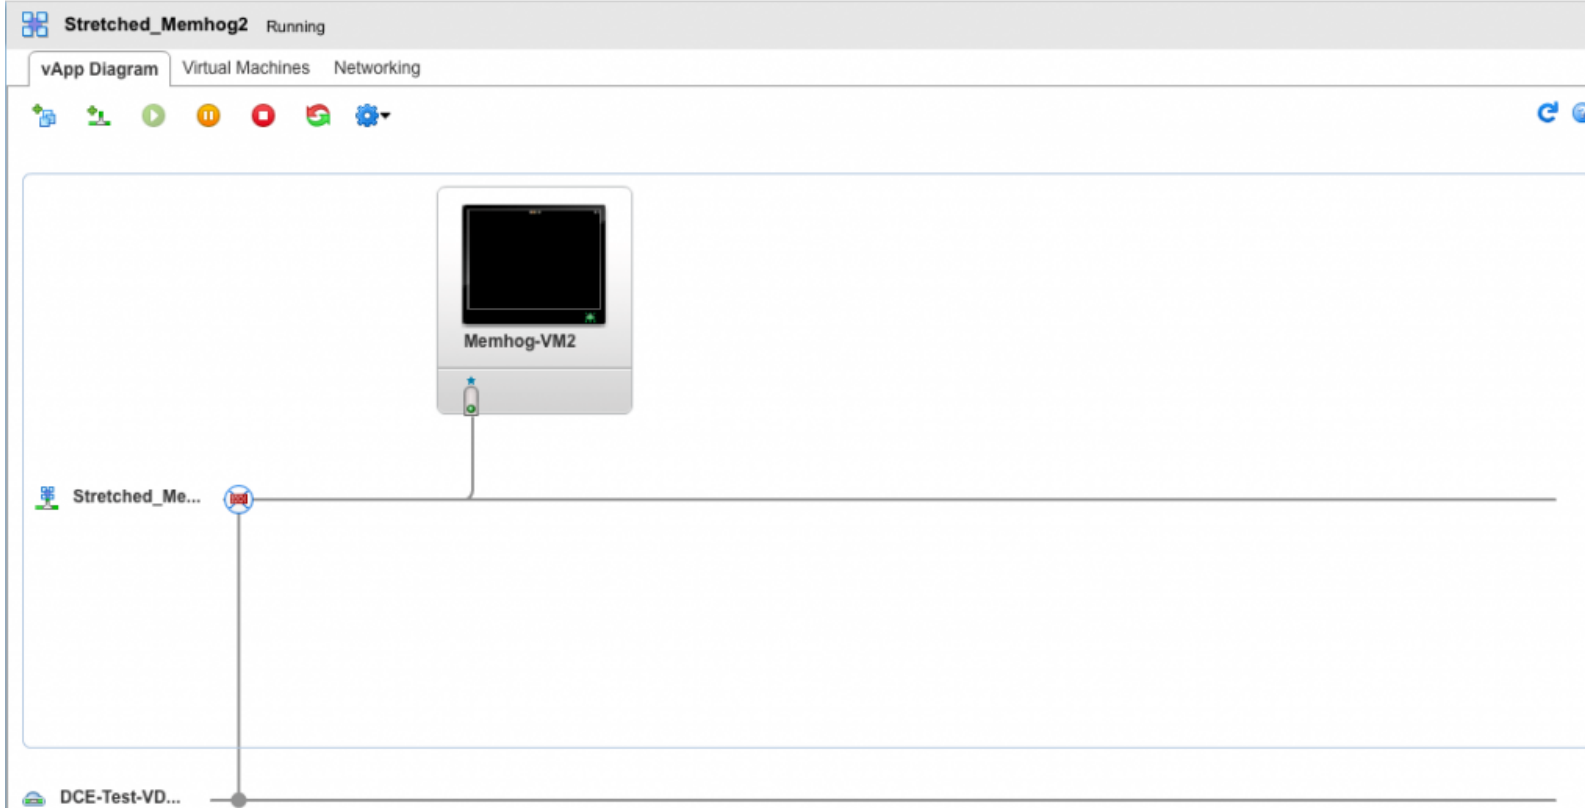 Stretched_Memhog2 Running
vApp Diagram Virtual Machines Networking
Memhog-VM2
Stretched_Me...
DCE-Test-VD...